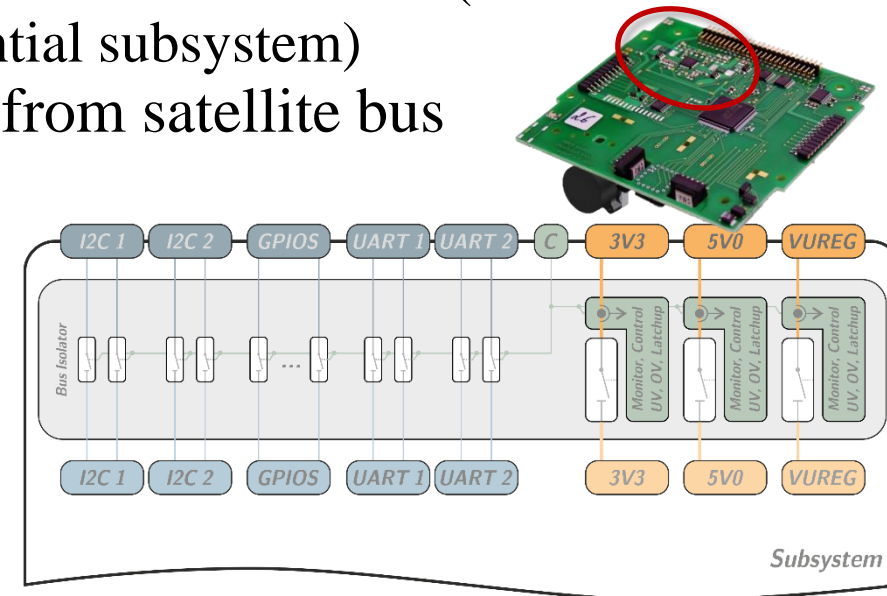 (
ntial subsystem)
from satellite bus
I2C 1 I2C 2 GPIOS UART 1 UART 2 C 3V3 5V0 VUREG
Bus Isolator
...
Monitor, Control
UV, OV, Latchup
Monitor, Control
UV, OV, Latchup
Monitor, Control
UV, OV, Latchup
I2C 1 I2C 2 GPIOS UART 1 UART 2 3V3 5V0 VUREG
Subsystem